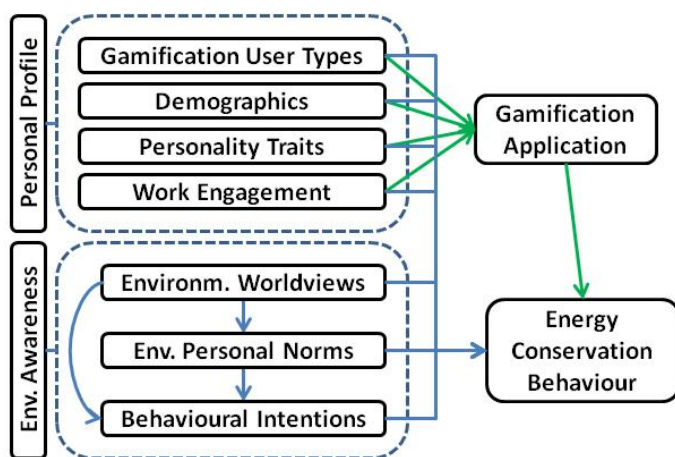 Personal Profile
Gamification User Types
Demographics
Personality Traits
Work Engagement
Gamification
Application
Env. Awareness
Environm. Worldviews
Env. Personal Norms
Behavioural Intentions
Energy
Conservation
Behaviour